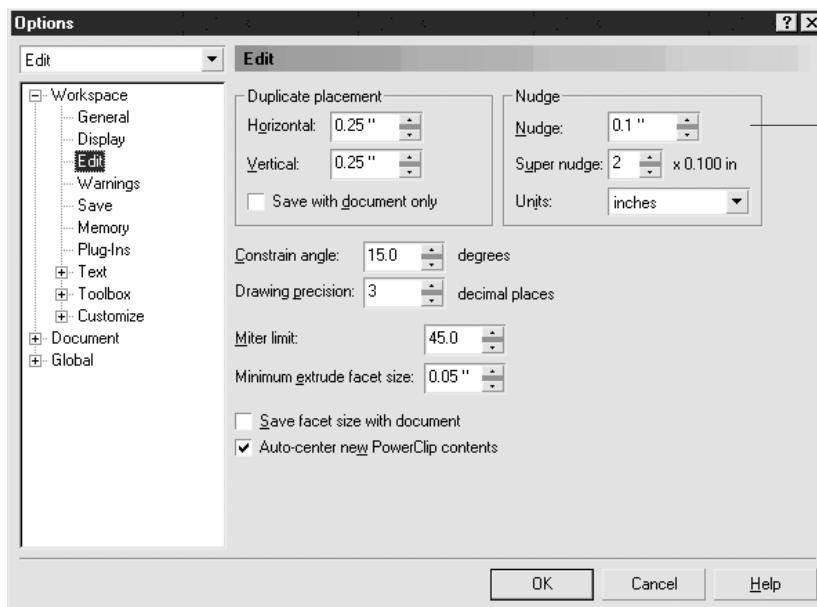 Options
Edit
Workspace
General
Display
Edit
Warnings
Save
Memory
Plug-Ins
Text
Toolbox
Customize
Document
Global
Edit
Duplicate placement
Horizontal: 0.25 "
Vertical: 0.25 "
Save with document only
Nudge
Nudge: 0.1 "
Super nudge: 2 x 0.100 in
Units: inches
Constrain angle: 15.0 degrees
Drawing precision: 3 decimal places
Miter limit: 45.0
Minimum extrude facet size: 0.05 "
Save facet size with document
Auto-center new PowerClip contents
OK Cancel Help